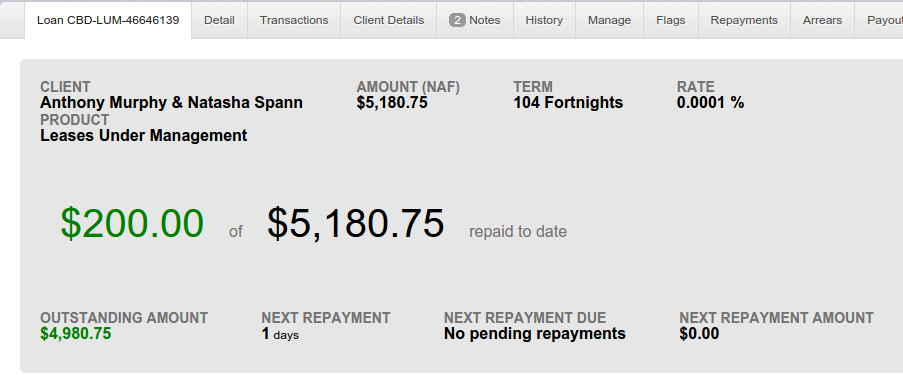 Loan CBD-LUM-46646139 Detail Transactions Client Details 2 Notes History Manage Flags Repayments Arrears Payout
CLIENT AMOUNT (NAF) TERM RATE
Anthony Murphy & Natasha Spann $5,180.75 104 Fortnights 0.0001 %
PRODUCT
Leases Under Management
$200.00 of $5,180.75 repaid to date
OUTSTANDING AMOUNT NEXT REPAYMENT NEXT REPAYMENT DUE NEXT REPAYMENT AMOUNT
$4,980.75 1 days No pending repayments $0.00